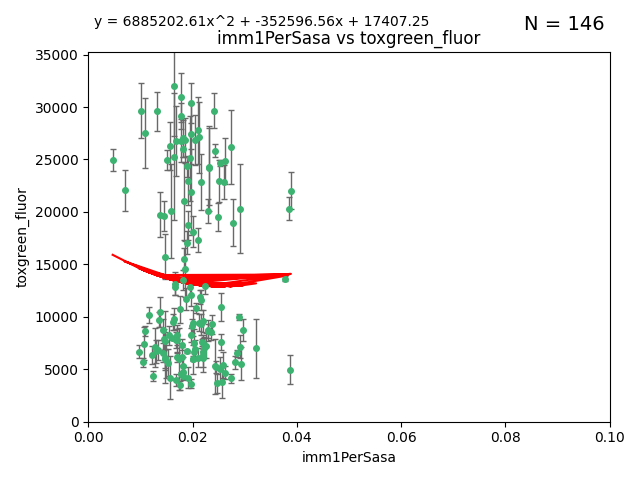 y = 6885202.61x^2 + -352596.56x + 17407.25
N = 146
imm1PerSasa vs toxgreen_fluor
35000
30000
25000
20000
15000
10000
5000
0
toxgreen_fluor
0.00 0.02 0.04 0.06 0.08 0.10
imm1PerSasa